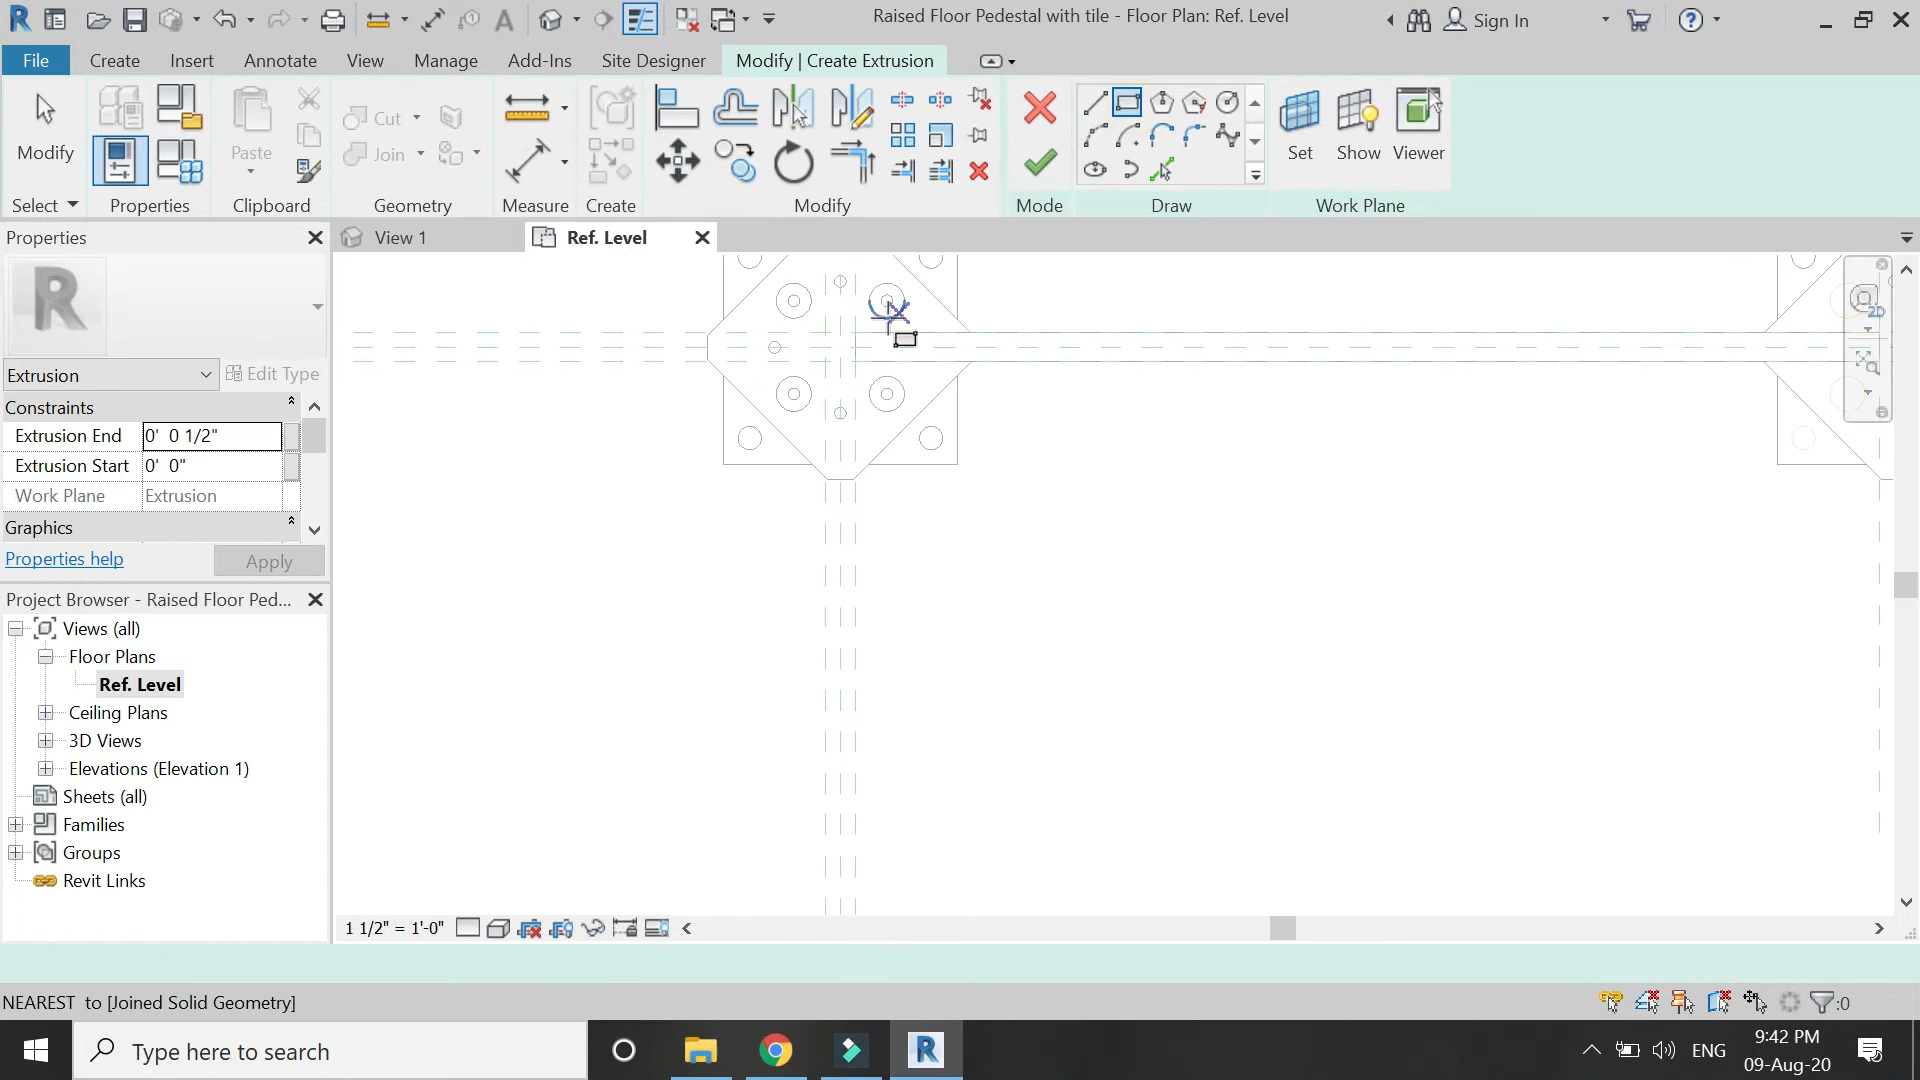 Raised Floor Pedestal with tile - Floor Plan: Ref. Level
Sign In
File
Create
Insert
Annotate
View
Manage
Add-Ins
Site Designer
Modify | Create Extrusion
Modify
Cut
Join
Paste
Set
Show
Viewer
Select
Properties
Clipboard
Geometry
Measure
Create
Modify
Mode
Draw
Work Plane
Properties
View 1
Ref. Level
Extrusion
Edit Type
Constraints
Extrusion End
0'  0 1/2"
Extrusion Start
0'  0"
Work Plane
Extrusion
Graphics
Properties help
Apply
Project Browser - Raised Floor Ped...
Views (all)
Floor Plans
Ref. Level
Ceiling Plans
3D Views
Elevations (Elevation 1)
Sheets (all)
Families
Groups
Revit Links
2D
1 1/2" = 1'-0"
NEAREST  to [Joined Solid Geometry]
:0
Type here to search
ENG
9:42 PM
09-Aug-20